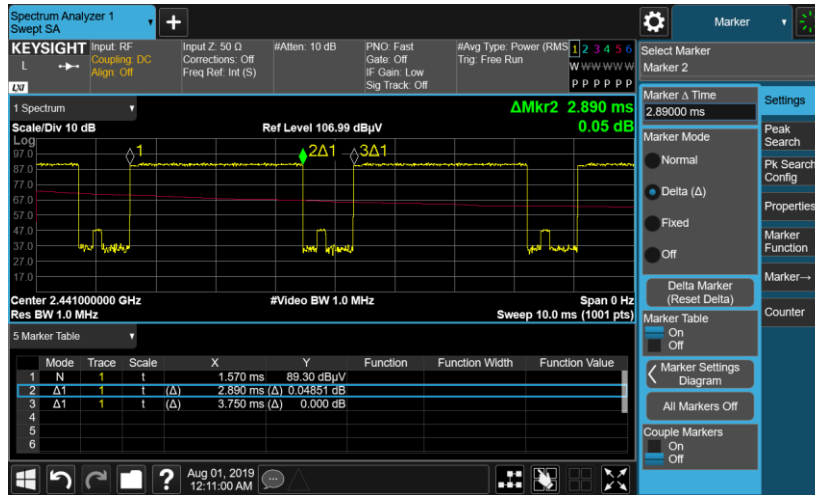 Spectrum Analyzer 1
Swept SA
Marker
KEYSIGHT
L
LXI
Input: RF
Coupling: DC
Align: Off
Input Z: 50 Ω
Corrections: Off
Freq Ref: Int (S)
#Atten: 10 dB
PNO: Fast
Gate: Off
IF Gain: Low
Sig Track: Off
#Avg Type: Power (RMS
Trig: Free Run
1 2 3 4 5 6
W W W W W W
P P P P P P
Select Marker
Marker 2
1 Spectrum
ΔMkr2 2.890 ms
0.05 dB
Scale/Div 10 dB
Ref Level 106.99 dBµV
Log
97.0
87.0
77.0
67.0
57.0
47.0
37.0
27.0
17.0
1
2Δ1
3Δ1
Center 2.441000000 GHz
Res BW 1.0 MHz
#Video BW 1.0 MHz
Span 0 Hz
Sweep 10.0 ms (1001 pts)
5 Marker Table
Mode Trace Scale X Y Function Function Width Function Value
1 N 1 t 1.570 ms 89.30 dBµV
2 Δ1 1 t (Δ) 2.890 ms (Δ) 0.04851 dB
3 Δ1 1 t (Δ) 3.750 ms (Δ) 0.000 dB
4
5
6
Marker Δ Time
2.89000 ms
Marker Mode
Normal
Delta (Δ)
Fixed
Off
Delta Marker
(Reset Delta)
Marker Table
On
Off
Marker Settings
Diagram
All Markers Off
Couple Markers
On
Off
Settings
Peak
Search
Pk Search
Config
Properties
Marker
Function
Marker→
Counter
?
Aug 01, 2019
12:11:00 AM